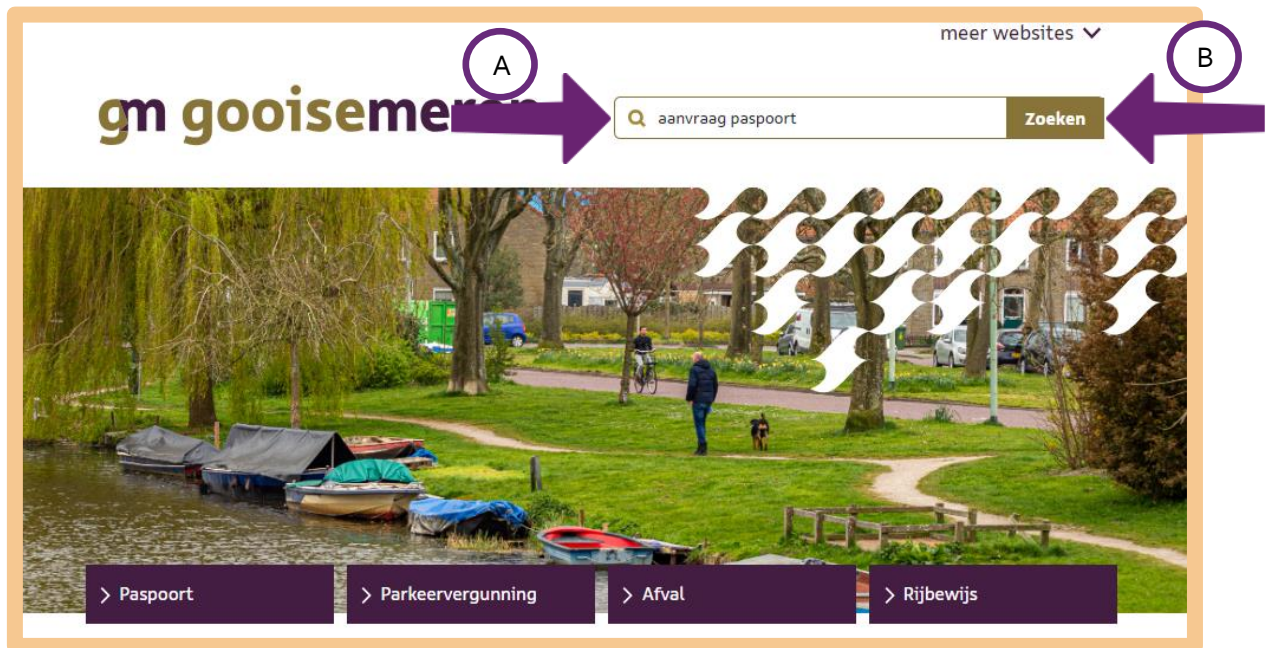 meer websites
A
B
gm gooisemeren
aanvraag paspoort
Zoeken
Paspoort
Parkeervergunning
Afval
Rijbewijs